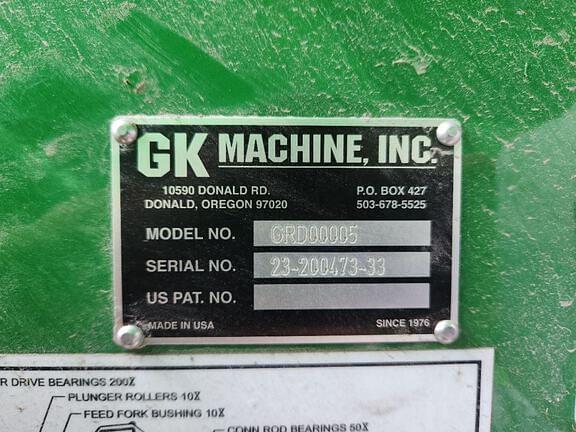 GK MACHINE, INC.
10590 DONALD RD. P.O. BOX 427
DONALD, OREGON 97020 503-678-5525
MODEL NO. GRD00005
SERIAL NO. 23-200473-33
US PAT. NO.
MADE IN USA SINCE 1976
R DRIVE BEARINGS 200X
PLUNGER ROLLERS 10X
FEED FORK BUSHING 10X
CONN ROD BEARINGS 50X